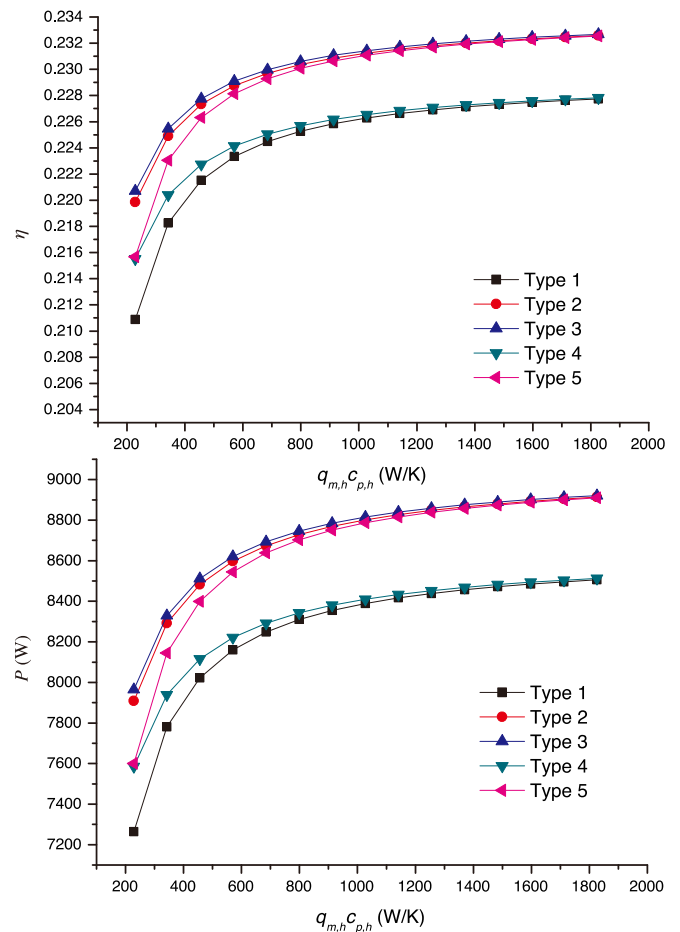 0.234
0.232
0.230
0.228
0.226
0.224
0.222
0.220
0.218
0.216
0.214
0.212
0.210
0.208
0.206
0.204
η
Type 1
Type 2
Type 3
Type 4
Type 5
200 400 600 800 1000 1200 1400 1600 1800 2000
q_{m,h}c_{p,h} (W/K)
9000
8800
8600
8400
8200
8000
7800
7600
7400
7200
P (W)
Type 1
Type 2
Type 3
Type 4
Type 5
200 400 600 800 1000 1200 1400 1600 1800 2000
q_{m,h}c_{p,h} (W/K)